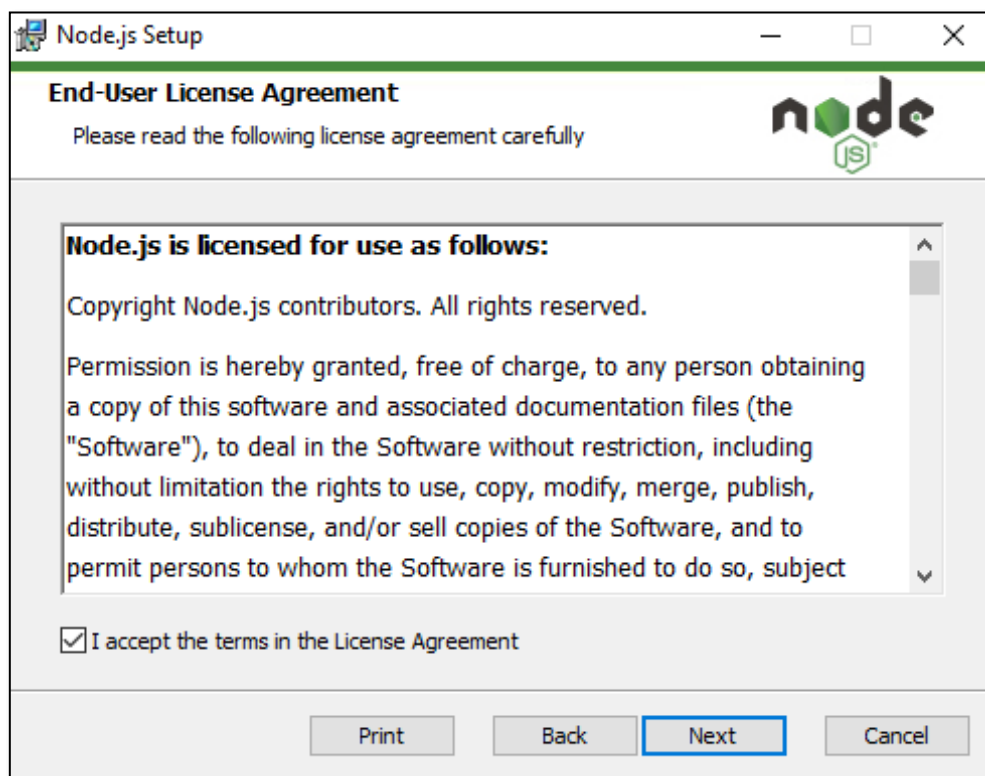 Node.js Setup
End-User License Agreement
Please read the following license agreement carefully
node
JS®
Node.js is licensed for use as follows:
Copyright Node.js contributors. All rights reserved.
Permission is hereby granted, free of charge, to any person obtaining
a copy of this software and associated documentation files (the
"Software"), to deal in the Software without restriction, including
without limitation the rights to use, copy, modify, merge, publish,
distribute, sublicense, and/or sell copies of the Software, and to
permit persons to whom the Software is furnished to do so, subject
I accept the terms in the License Agreement
Print Back Next Cancel